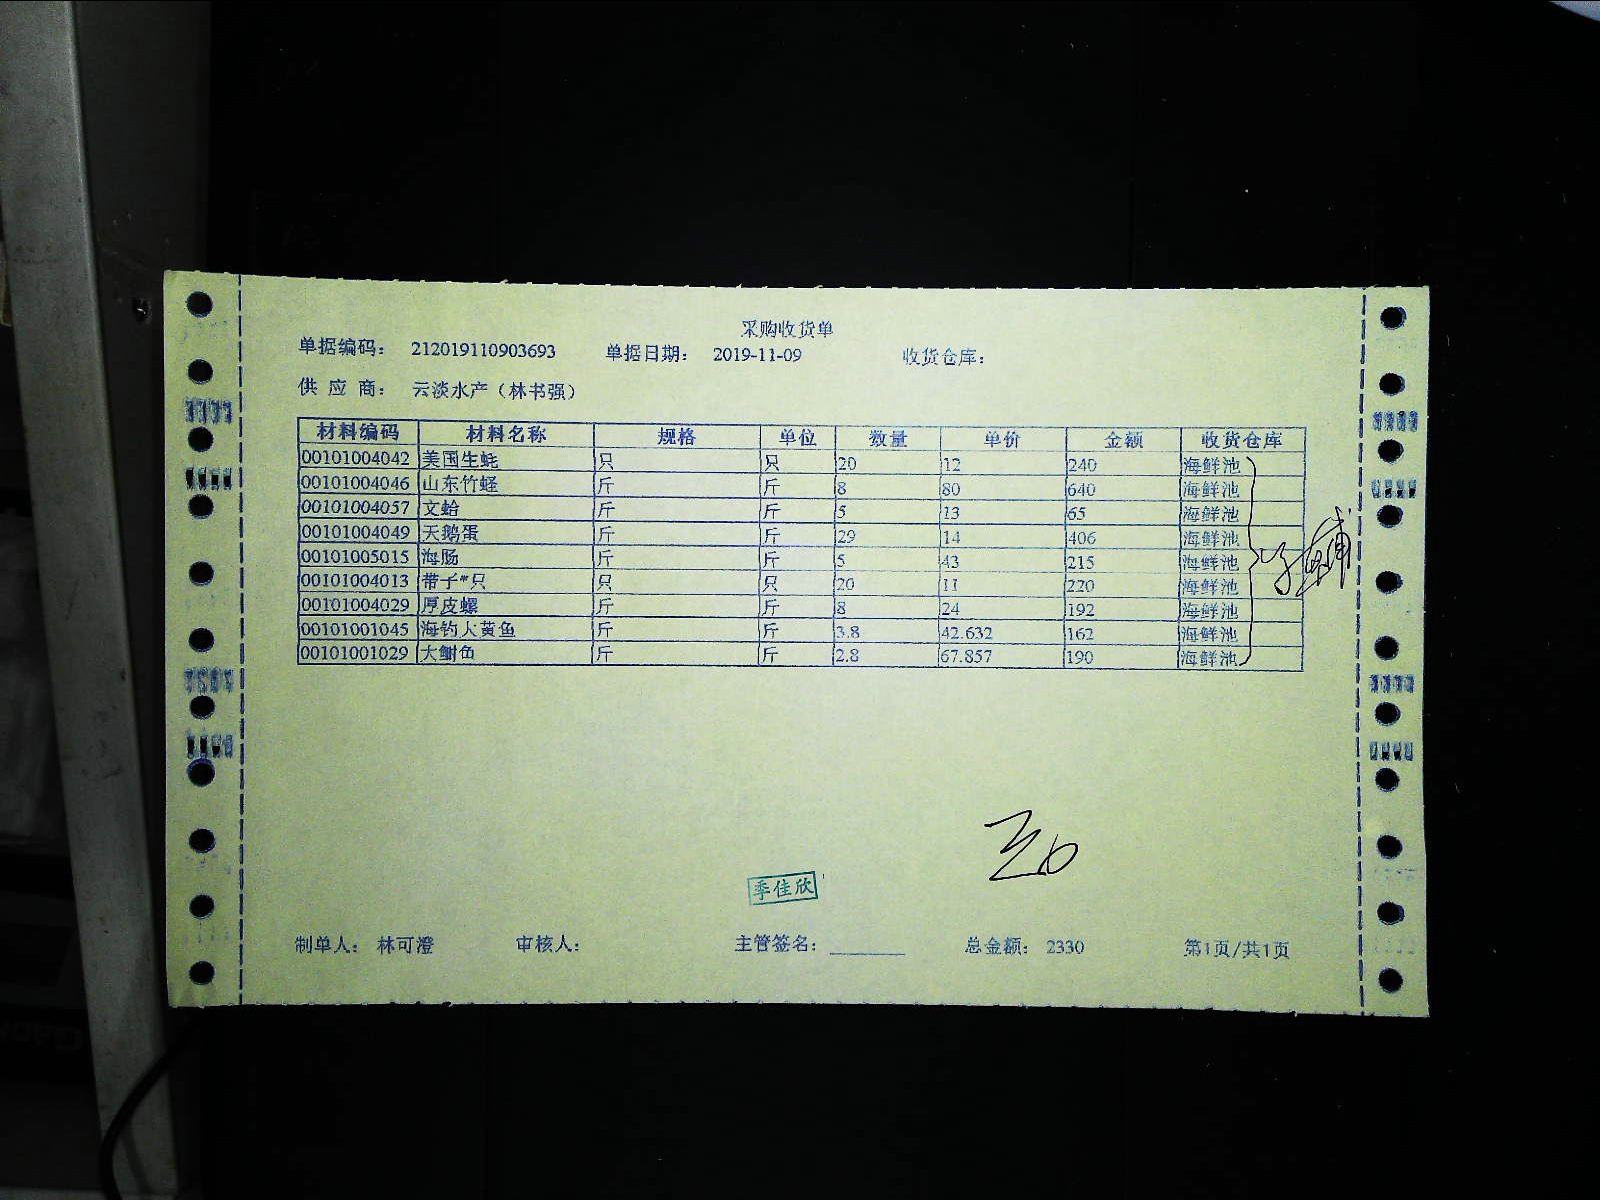 采购收货单
单据编码： 212019110903693 单据日期： 2019-11-09 收货仓库：
供 应 商： 云淡水产（林书强）
材料编码 材料名称 规格 单位 数量 单价 金额 收货仓库
00101004042 美国生蚝 只 只 20 12 240 海鲜池
00101004046 山东竹蛏 斤 斤 8 80 640 海鲜池
00101004057 文蛤 斤 斤 5 13 65 海鲜池
00101004049 天鹅蛋 斤 斤 29 14 406 海鲜池
00101005015 海肠 斤 斤 5 43 215 海鲜池
00101004013 带子*只 只 只 20 11 220 海鲜池
00101004029 厚皮螺 斤 斤 8 24 192 海鲜池
00101001045 海钓大黄鱼 斤 斤 3.8 42.632 162 海鲜池
00101001029 大鲋鱼 斤 斤 2.8 67.857 190 海鲜池
季佳欣
制单人： 林可澄 审核人： 主管签名： 总金额： 2330 第1页/共1页